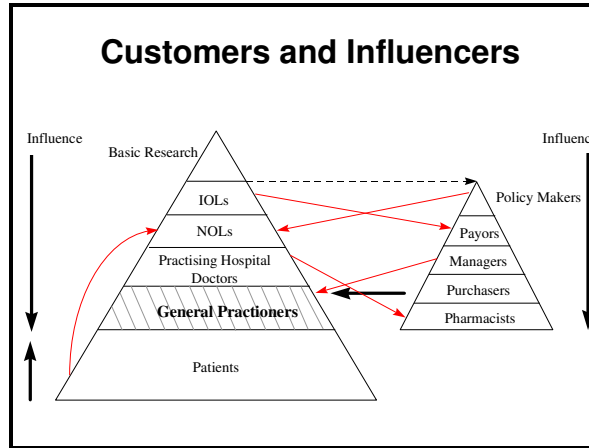 Customers and Influencers
Influence
Basic Research
IOLs
NOLs
Practising Hospital
Doctors
General Practioners
Patients
Influenc
Policy Makers
Payors
Managers
Purchasers
Pharmacists